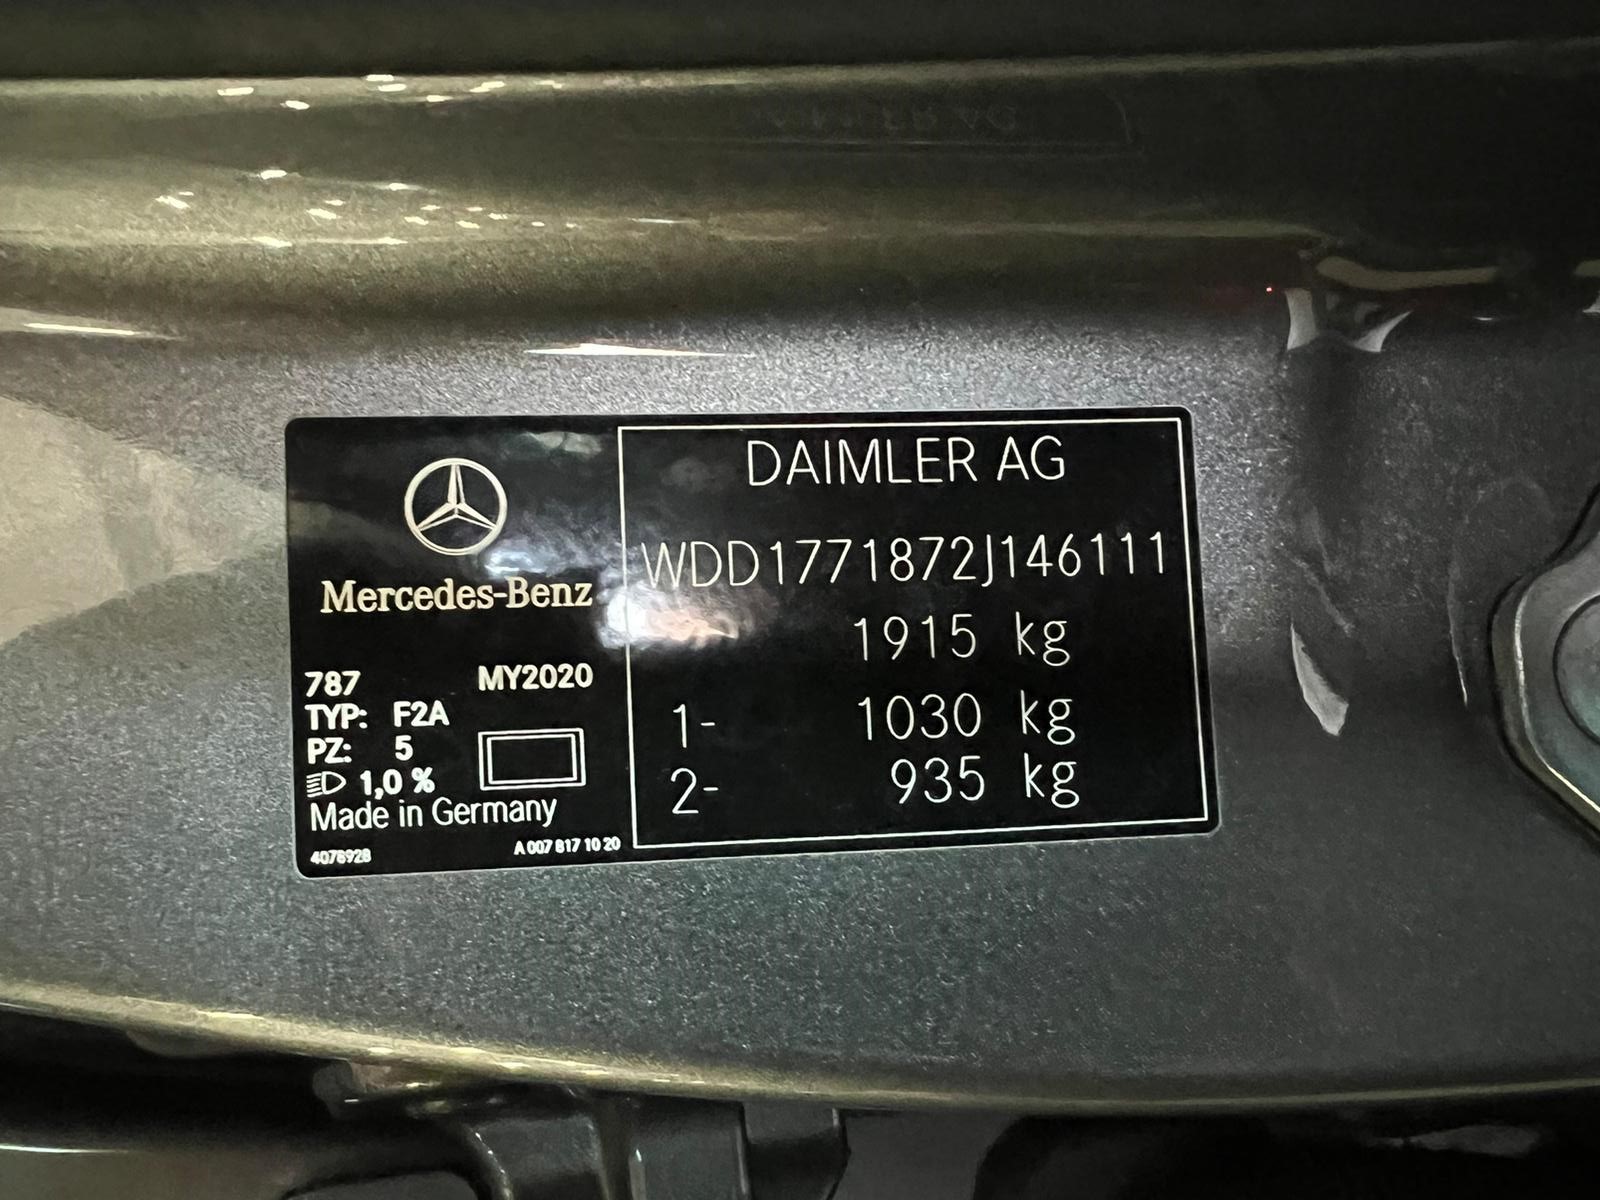 DAIMLER AG
WDD1771872J146111
1915 kg
1- 1030 kg
2- 935 kg
Mercedes-Benz
787 MY2020
TYP: F2A
PZ: 5
1,0 %
Made in Germany
4078928 A 007 817 10 20